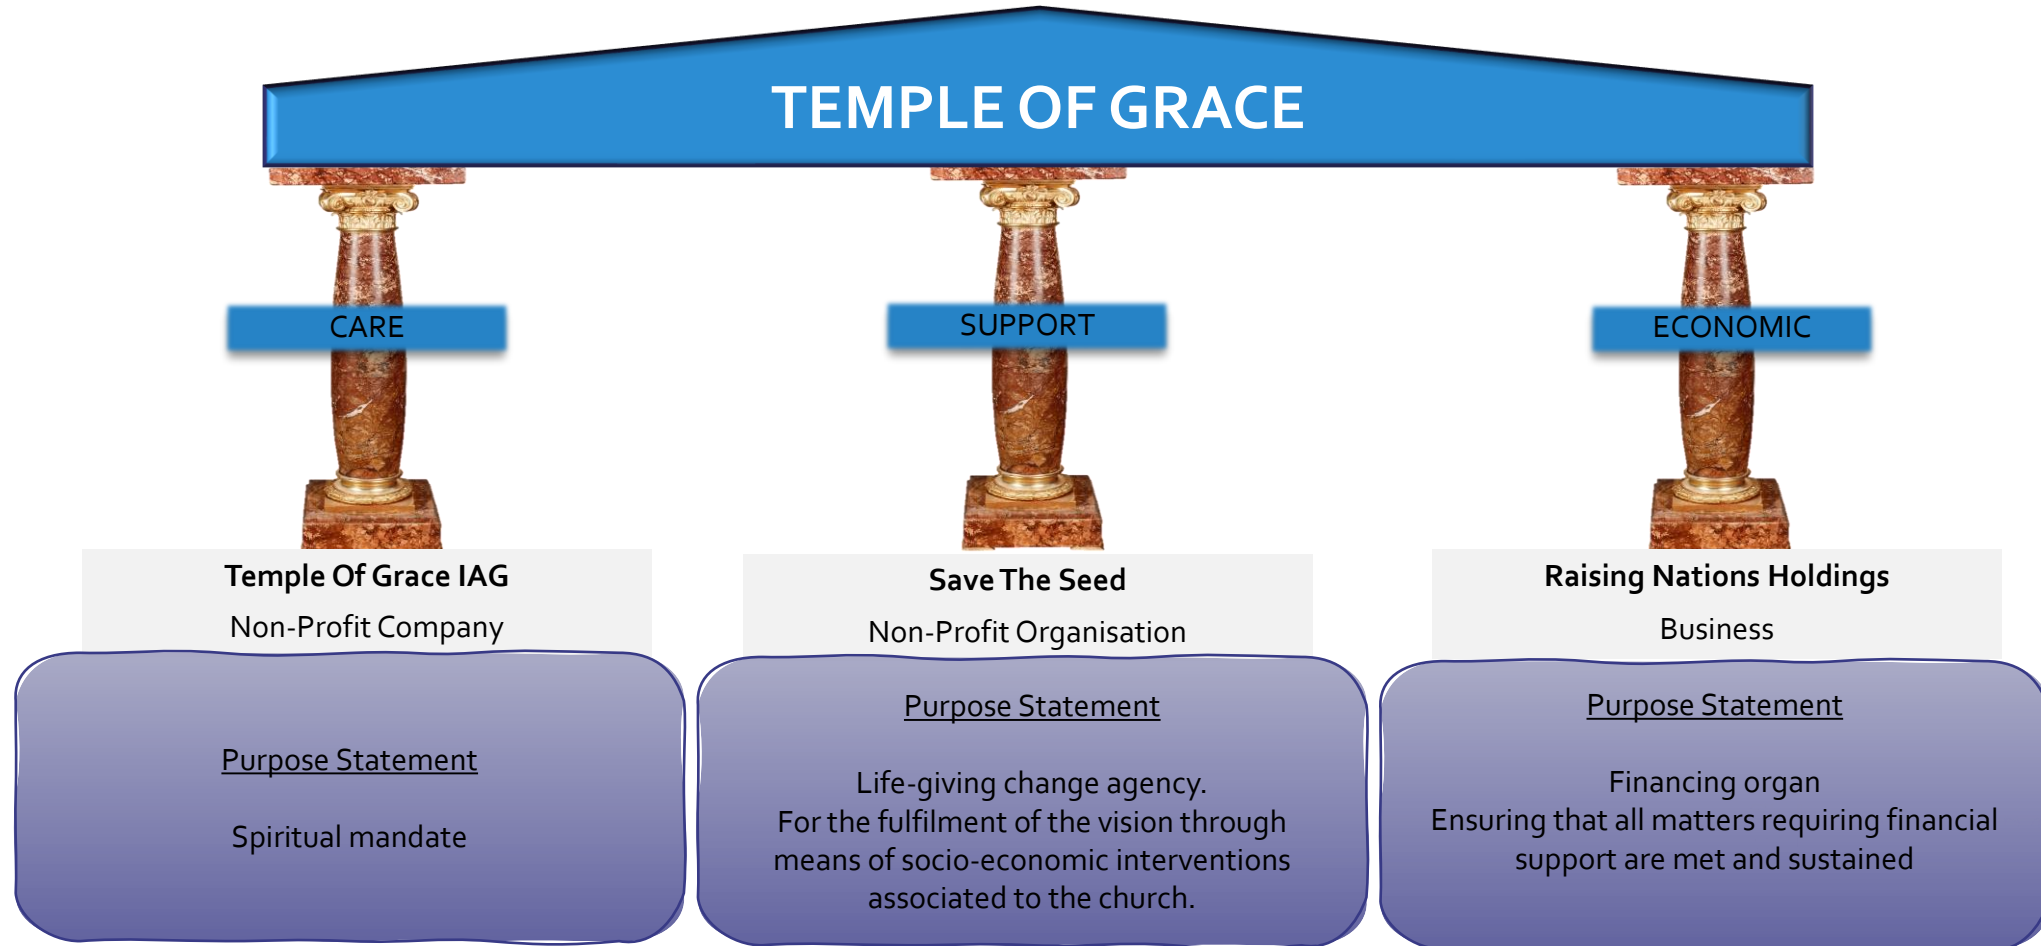 TEMPLE OF GRACE
CARE
SUPPORT
ECONOMIC
Temple Of Grace IAG
Non-Profit Company
Purpose Statement
Spiritual mandate
Save The Seed
Non-Profit Organisation
Purpose Statement
Life-giving change agency.
For the fulfilment of the vision through
means of socio-economic interventions
associated to the church.
Raising Nations Holdings
Business
Purpose Statement
Financing organ
Ensuring that all matters requiring financial
support are met and sustained